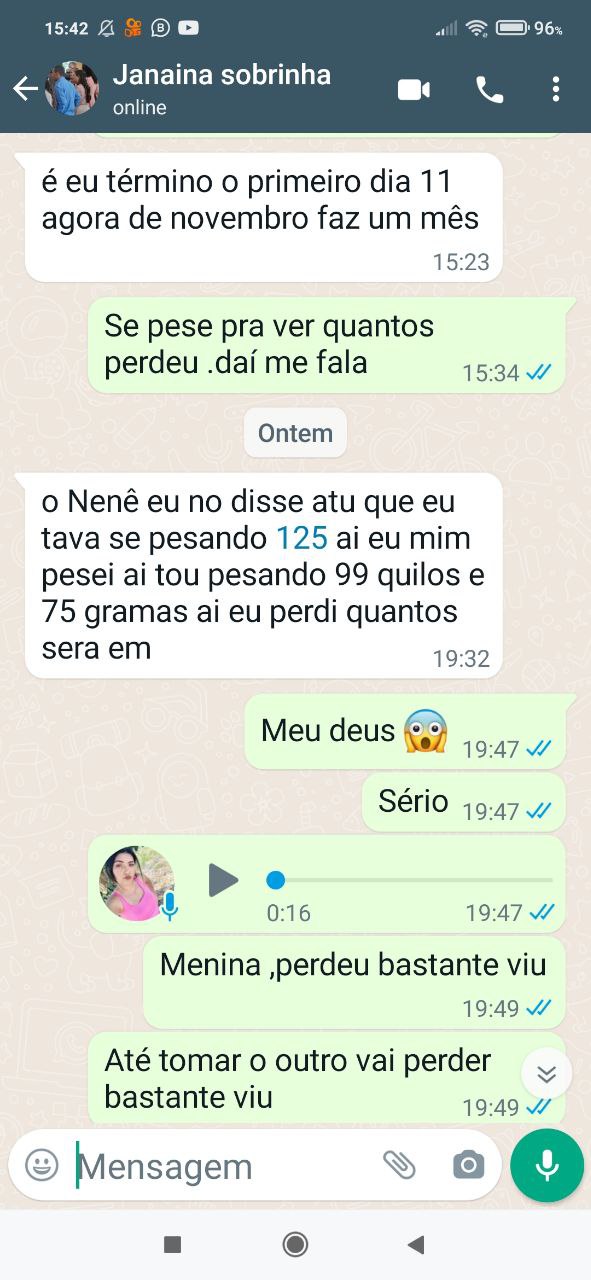 15:42 96%
Janaina sobrinha
online
é eu término o primeiro dia 11
agora de novembro faz um mês
15:23
Se pese pra ver quantos
perdeu .daí me fala
15:34
Ontem
o Nenê eu no disse atu que eu
tava se pesando 125 ai eu mim
pesei ai tou pesando 99 quilos e
75 gramas ai eu perdi quantos
sera em
19:32
Meu deus 😱 19:47
Sério 19:47
0:16 19:47
Menina ,perdeu bastante viu
19:49
Até tomar o outro vai perder
bastante viu
19:49
Mensagem